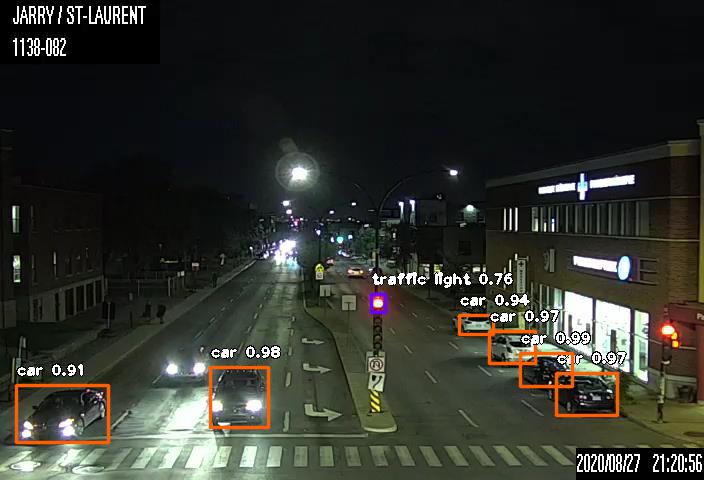 JARRY / ST-LAURENT
1138-082
traffic light 0.76
car 0.94
car 0.97
car 0.99
car 0.97
car 0.98
car 0.91
2020/08/27 21:20:56